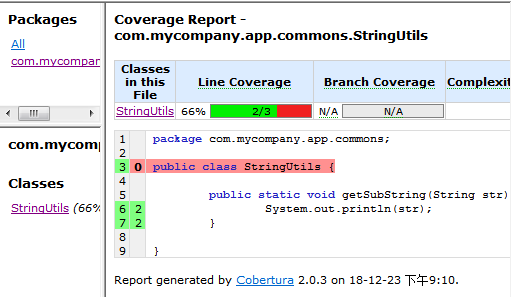 Packages
All
com.mycompan
com.mycomp
Classes
StringUtils (66%
Coverage Report -
com.mycompany.app.commons.StringUtils
Classes in this File Line Coverage Branch Coverage Complexit
StringUtils 66% 2/3 N/A N/A
1 package com.mycompany.app.commons;
2
3 0 public class StringUtils {
4
5 public static void getSubString(String str)
6 2 System.out.println(str);
7 2 }
8
9 }
Report generated by Cobertura 2.0.3 on 18-12-23 下午9:10.